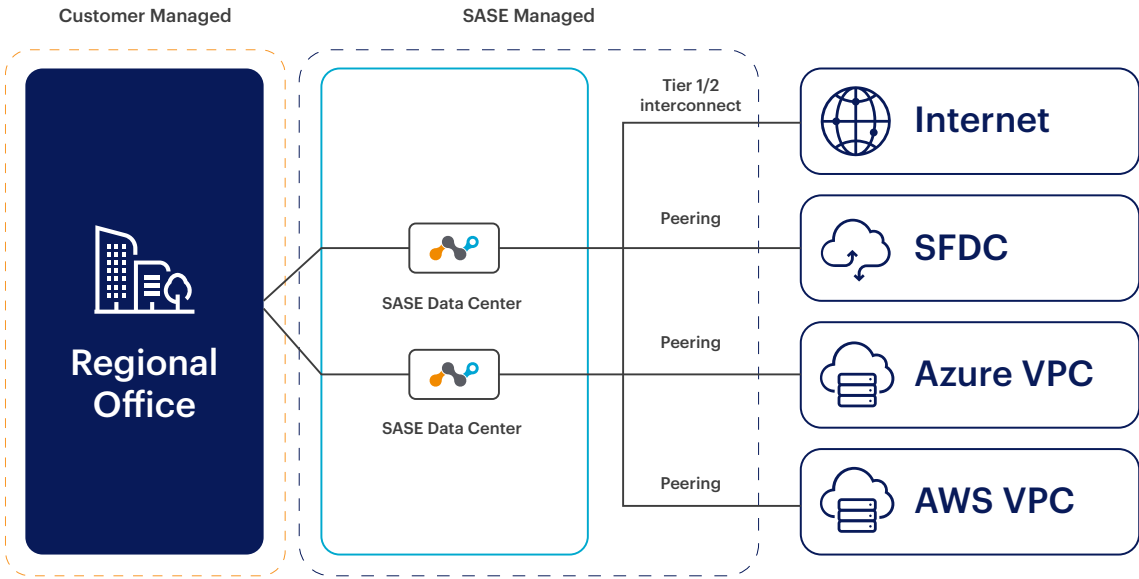 Customer Managed
SASE Managed
Regional
Office
SASE Data Center
SASE Data Center
Tier 1/2
interconnect
Peering
Peering
Peering
Internet
SFDC
Azure VPC
AWS VPC